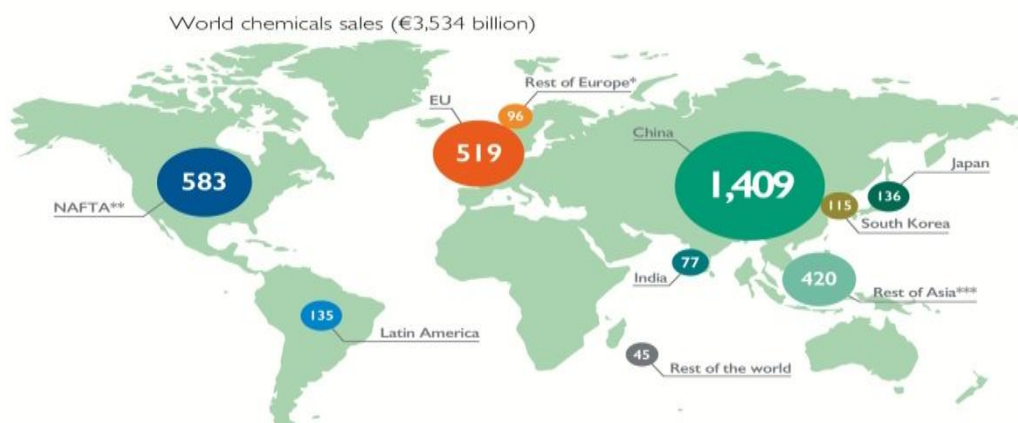 World chemicals sales (€3,534 billion)
Rest of Europe*
EU
96
China
519
Japan
583
1,409
136
NAFTA**
115
South Korea
77
India
420
Rest of Asia***
135
Latin America
45
Rest of the world